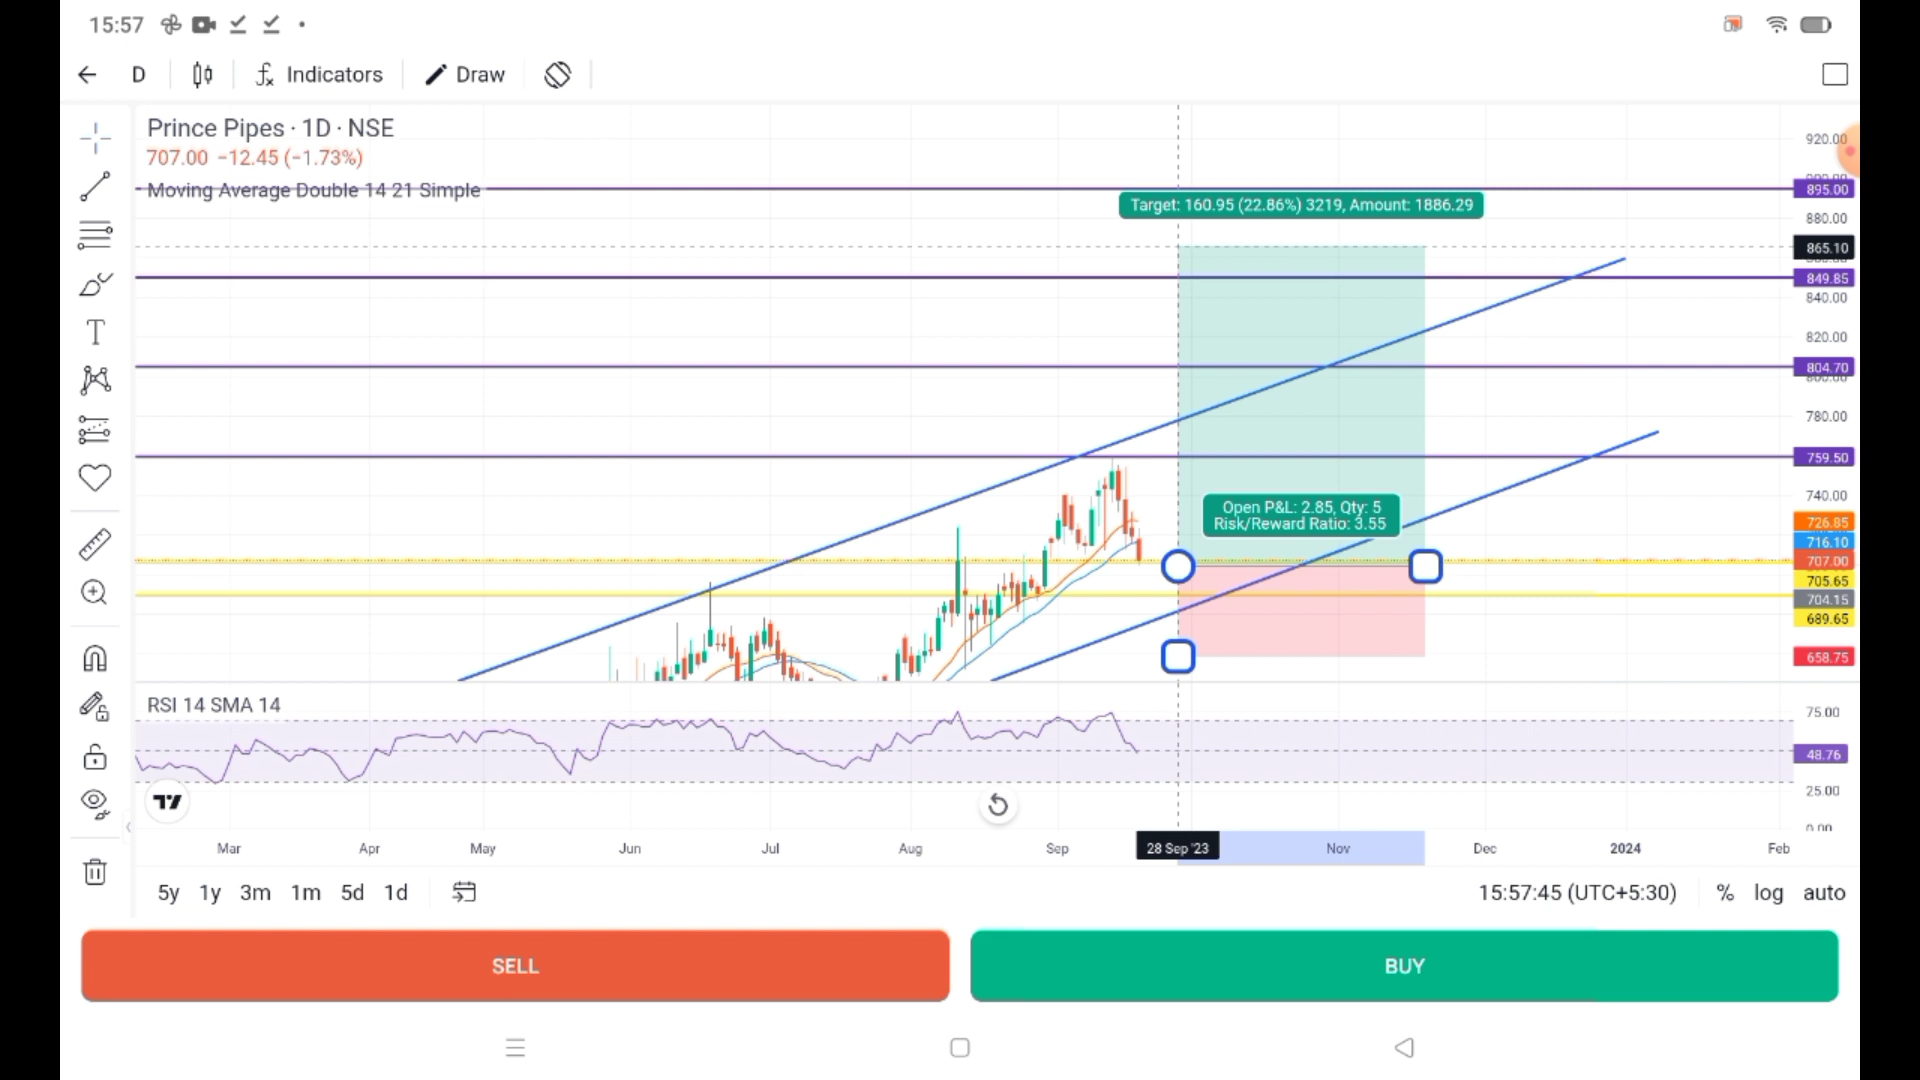 15:57
D
Indicators
Draw
Prince Pipes · 1D · NSE
707.00 −12.45 (−1.73%)
Moving Average Double 14 21 Simple
Target: 160.95 (22.86%) 3219, Amount: 1886.29
Open P&L: 2.85, Qty: 5
Risk/Reward Ratio: 3.55
920.00
895.00
880.00
865.10
849.85
840.00
820.00
804.70
800.00
780.00
759.50
740.00
726.85
716.10
707.00
705.65
704.15
689.65
658.75
RSI 14 SMA 14
75.00
48.76
25.00
0.00
Mar Apr May Jun Jul Aug Sep 28 Sep '23 Nov Dec 2024 Feb
5y 1y 3m 1m 5d 1d
15:57:45 (UTC+5:30) % log auto
SELL
BUY